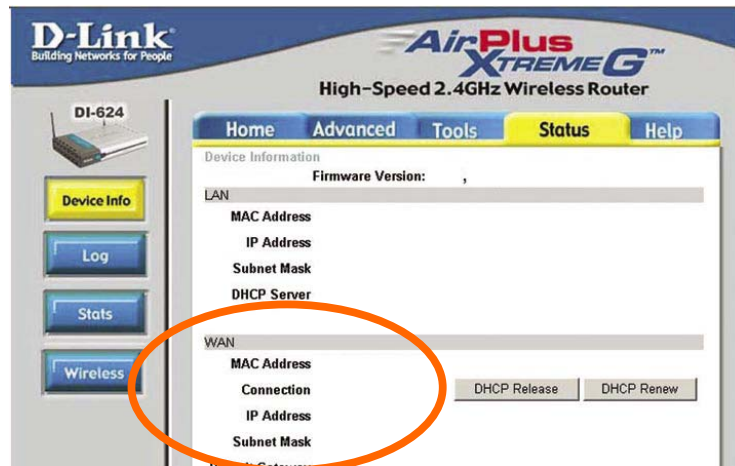 D-Link
Building Networks for People
AirPlus
XTREME G™
High-Speed 2.4GHz Wireless Router
DI-624
Home Advanced Tools Status Help
Device Information
Firmware Version: ,
LAN
MAC Address
IP Address
Subnet Mask
DHCP Server
WAN
MAC Address
Connection DHCP Release DHCP Renew
IP Address
Subnet Mask
Device Info
Log
Stats
Wireless